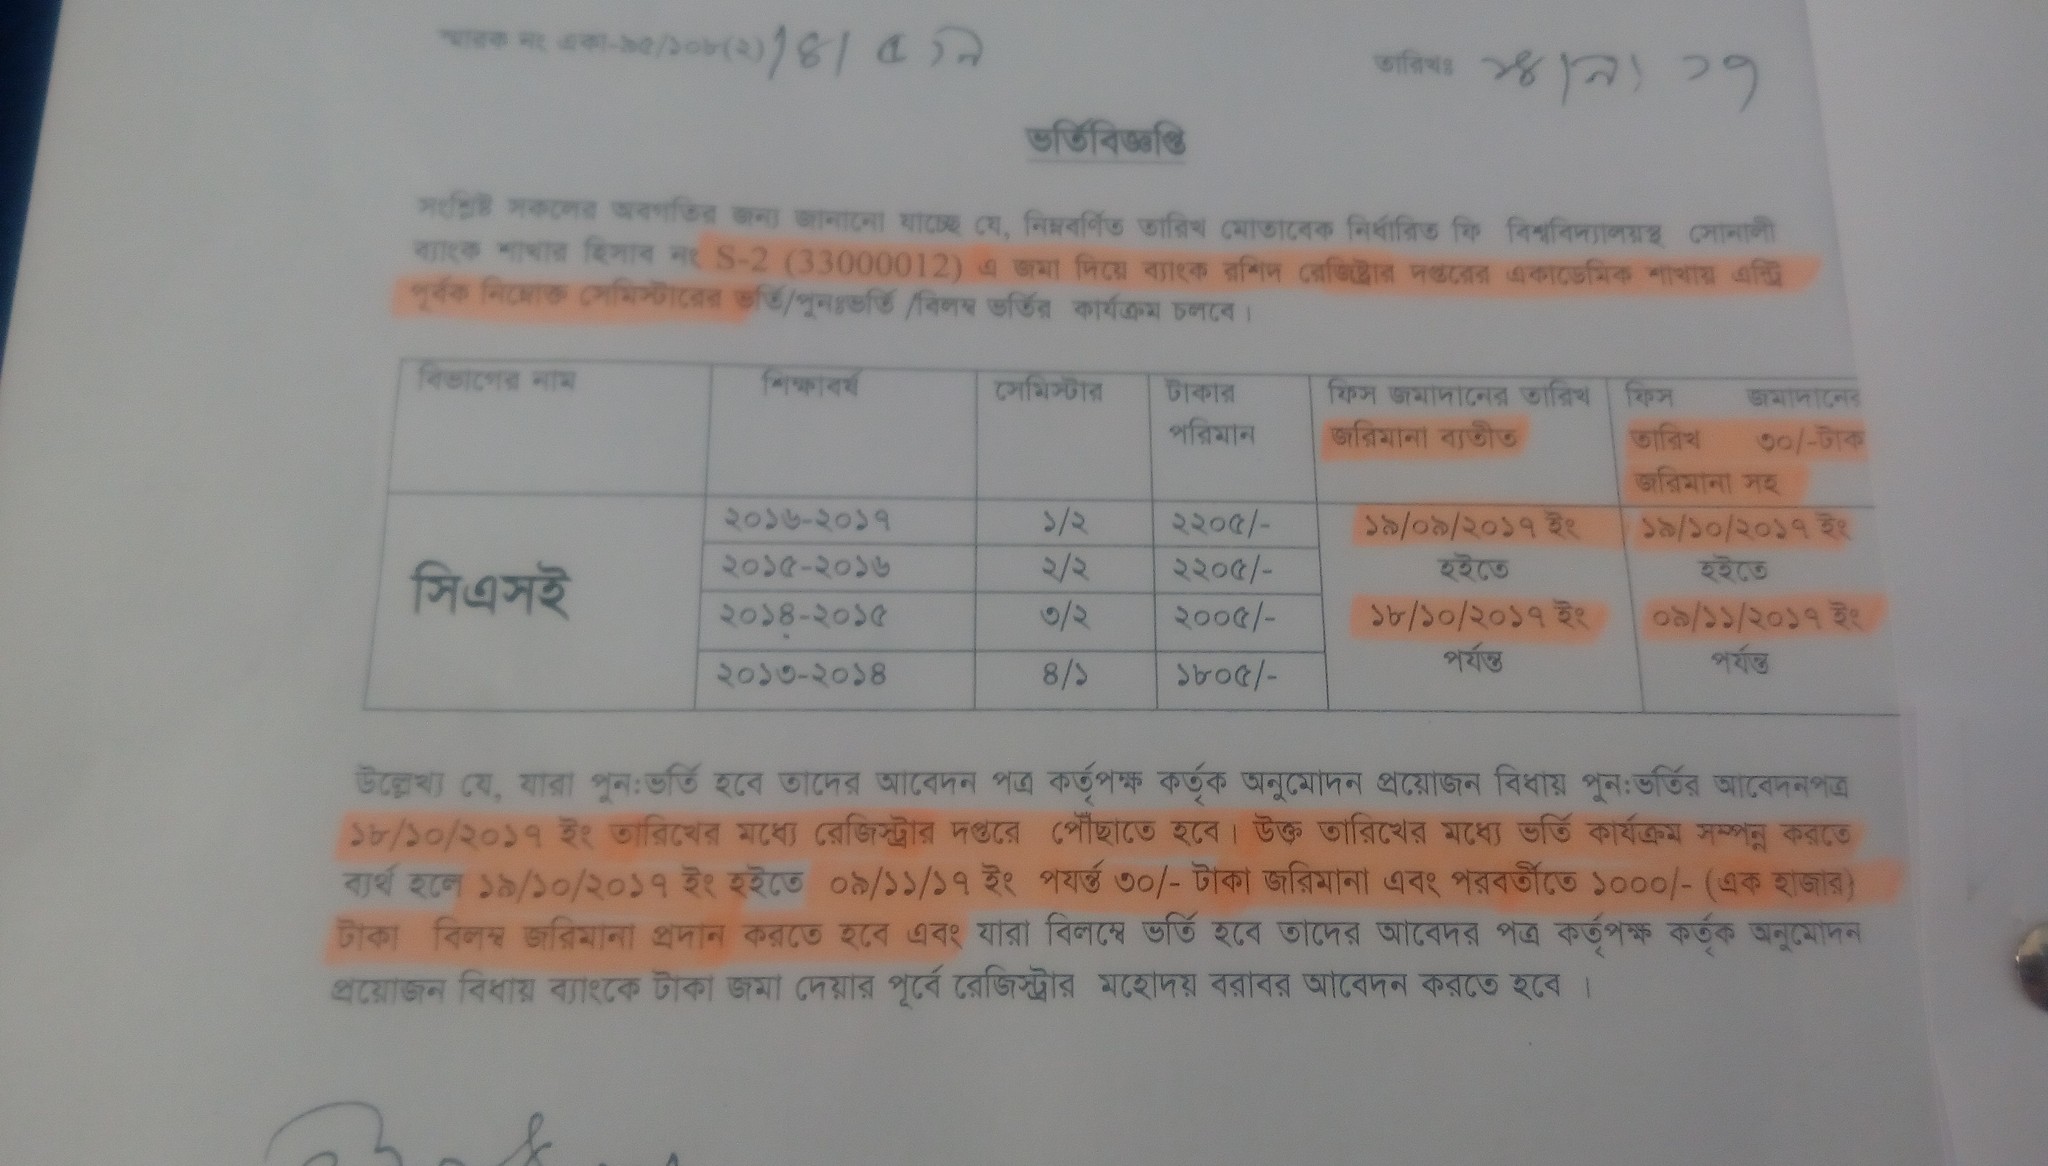 স্মারক নং একা-৯৫/১০৮(২)/৪/
তারিখঃ
ভর্তিবিজ্ঞপ্তি
সংশ্লিষ্ট সকলের অবগতির জন্য জানানো যাচ্ছে যে, নিম্নবর্ণিত তারিখ মোতাবেক নির্ধারিত ফি বিশ্ববিদ্যালয়স্থ সোনালী
ব্যাংক শাখার হিসাব নং S-2 (33000012) এ জমা দিয়ে ব্যাংক রশিদ রেজিষ্ট্রার দপ্তরের একাডেমিক শাখায় এন্ট্রি
পূর্বক নিম্নোক্ত সেমিস্টারের ভর্তি/পুনঃভর্তি /বিলম্ব ভর্তির কার্যক্রম চলবে।
বিভাগের নাম শিক্ষাবর্ষ সেমিস্টার টাকার পরিমান ফিস জমাদানের তারিখ জরিমানা ব্যতীত ফিস জমাদানের তারিখ ৩০/-টাক জরিমানা সহ
সিএসই
২০১৬-২০১৭ ১/২ ২২০৫/- ১৯/০৯/২০১৭ ইং ১৯/১০/২০১৭ ইং
২০১৫-২০১৬ ২/২ ২২০৫/- হইতে হইতে
২০১৪-২০১৫ ৩/২ ২০০৫/- ১৮/১০/২০১৭ ইং ০৯/১১/২০১৭ ইং
২০১৩-২০১৪ ৪/১ ১৮০৫/- পর্যন্ত পর্যন্ত
উল্লেখ্য যে, যারা পুন:ভর্তি হবে তাদের আবেদন পত্র কর্তৃপক্ষ কর্তৃক অনুমোদন প্রয়োজন বিধায় পুন:ভর্তির আবেদনপত্র
১৮/১০/২০১৭ ইং তারিখের মধ্যে রেজিস্ট্রার দপ্তরে পৌঁছাতে হবে। উক্ত তারিখের মধ্যে ভর্তি কার্যক্রম সম্পন্ন করতে
ব্যর্থ হলে ১৯/১০/২০১৭ ইং হইতে ০৯/১১/১৭ ইং পযর্ন্ত ৩০/- টাকা জরিমানা এবং পরবর্তীতে ১০০০/- (এক হাজার)
টাকা বিলম্ব জরিমানা প্রদান করতে হবে এবং যারা বিলম্বে ভর্তি হবে তাদের আবেদর পত্র কর্তৃপক্ষ কর্তৃক অনুমোদন
প্রয়োজন বিধায় ব্যাংকে টাকা জমা দেয়ার পূর্বে রেজিস্ট্রার মহোদয় বরাবর আবেদন করতে হবে ।